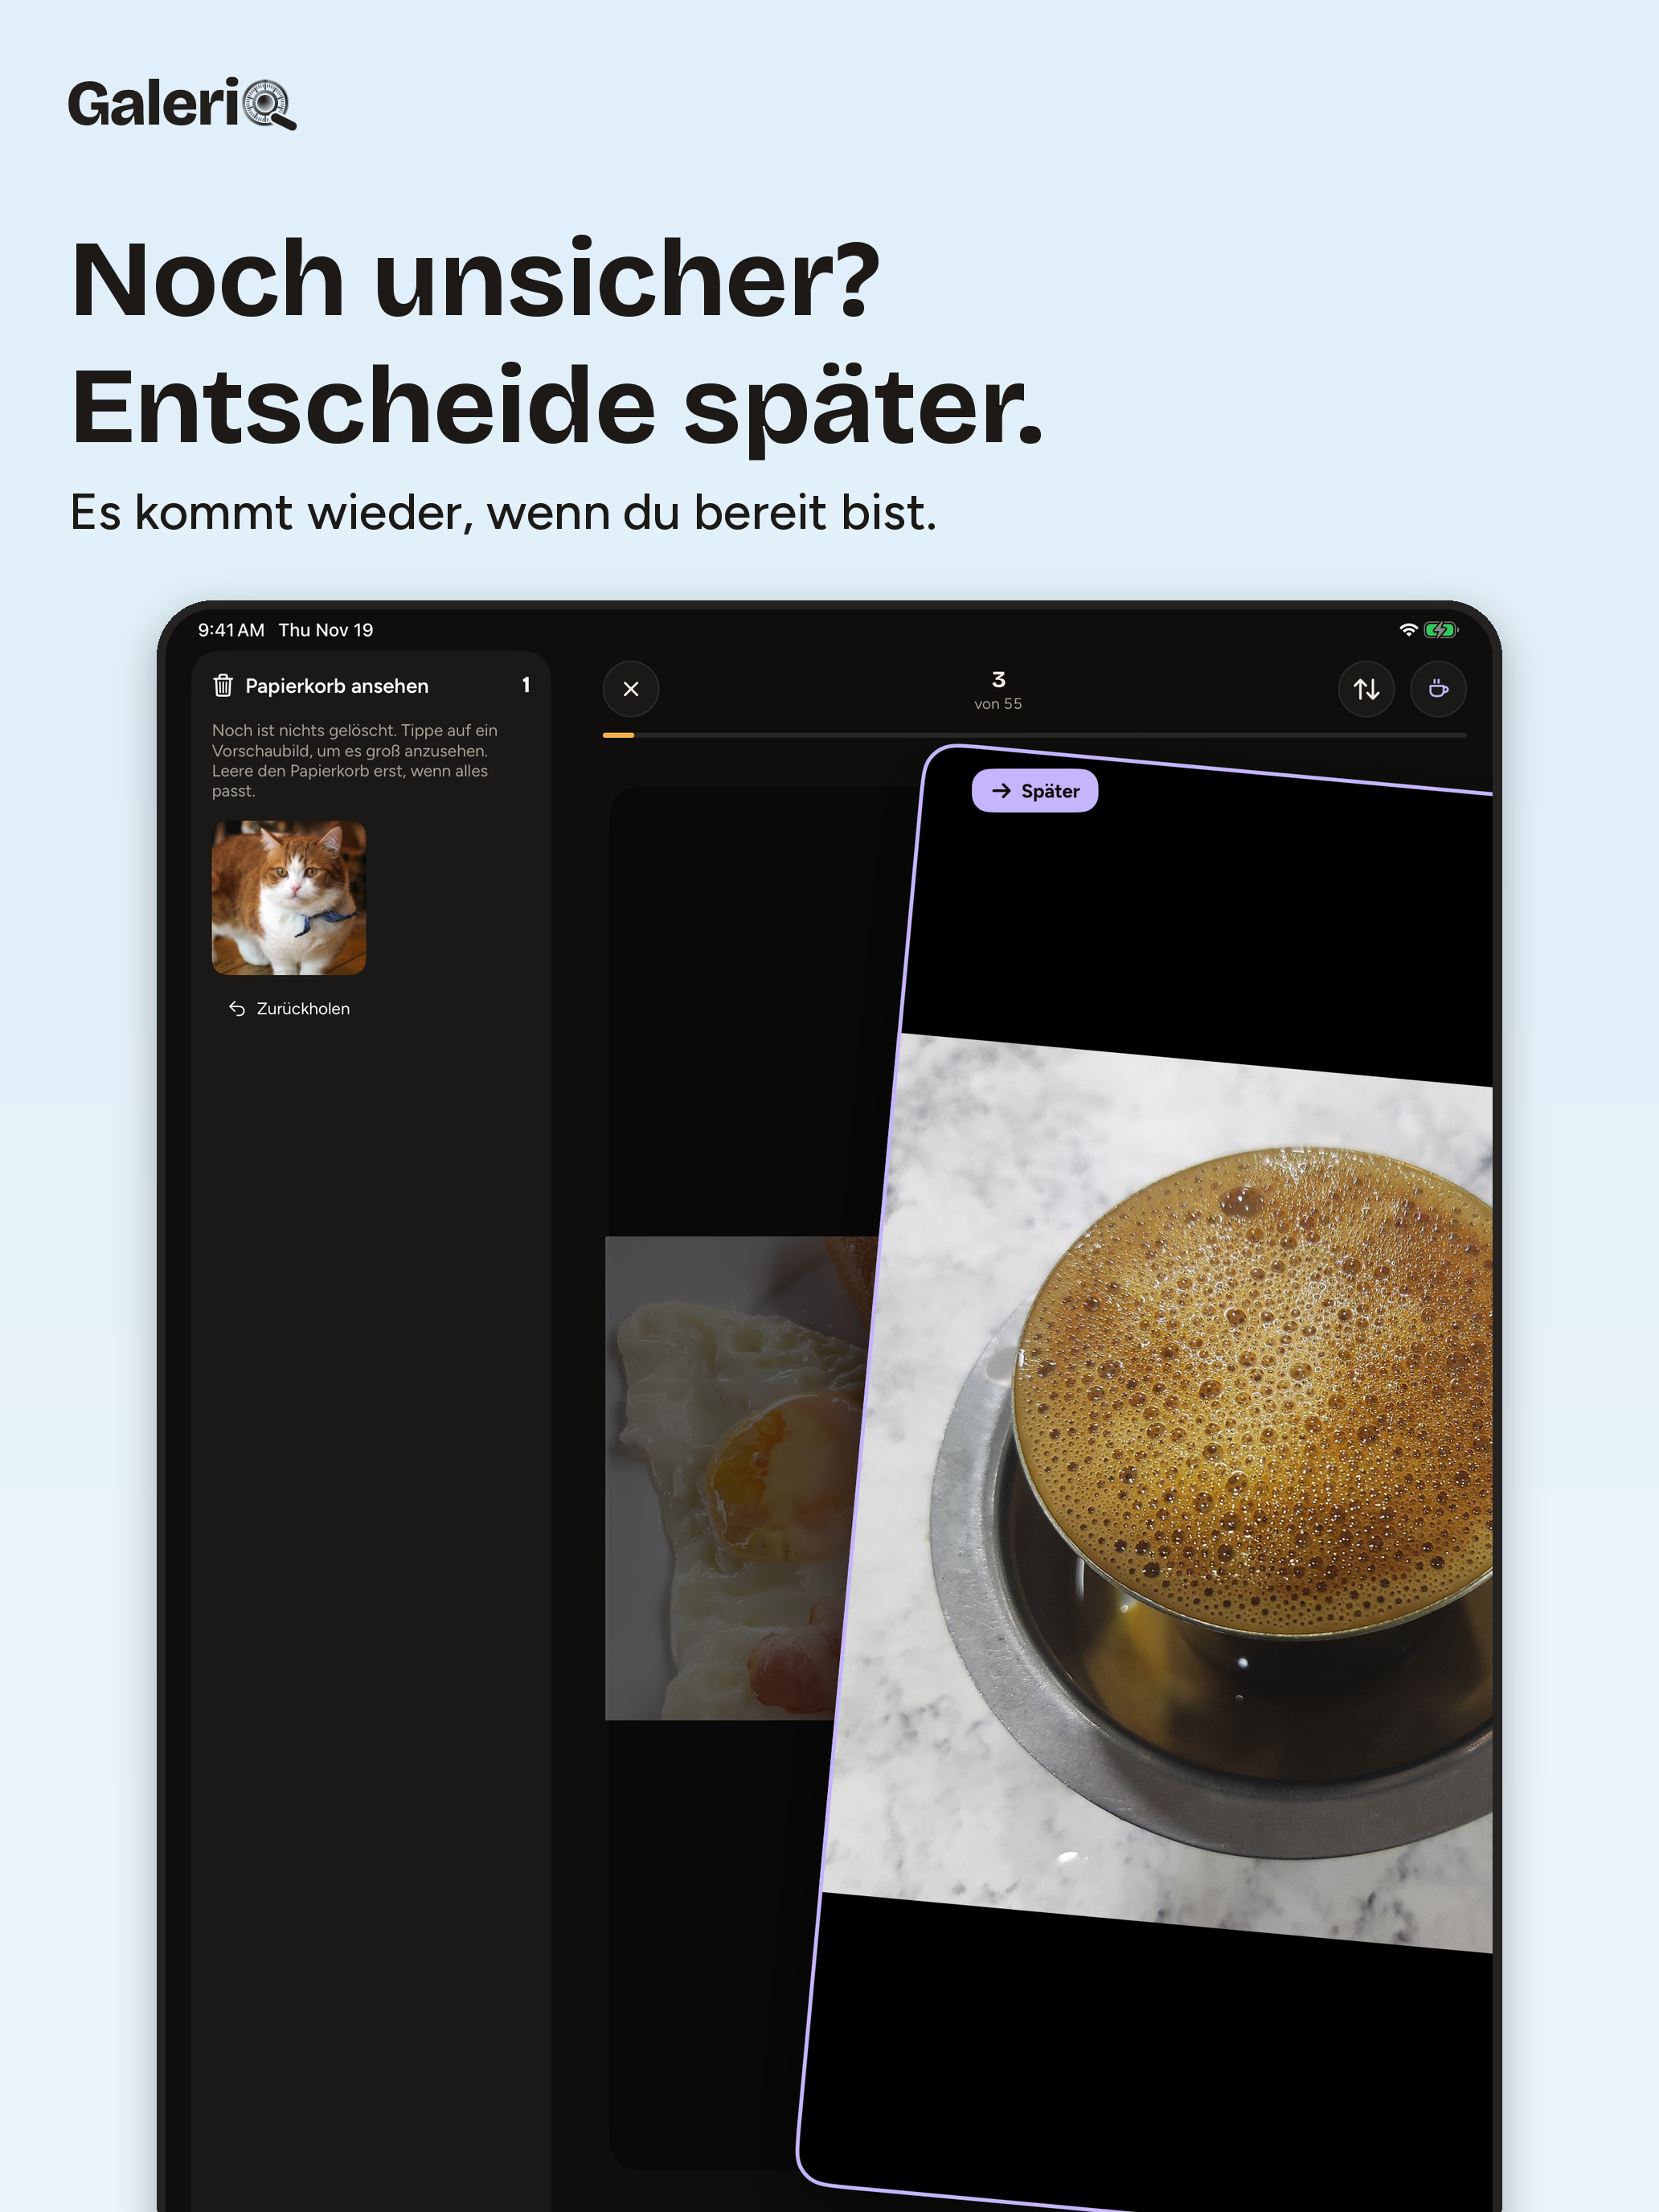 GaleriQ
Noch unsicher?
Entscheide später.
Es kommt wieder, wenn du bereit bist.
9:41 AM Thu Nov 19
Papierkorb ansehen 1
Noch ist nichts gelöscht. Tippe auf ein
Vorschaubild, um es groß anzusehen.
Leere den Papierkorb erst, wenn alles
passt.
Zurückholen
3
von 55
Später